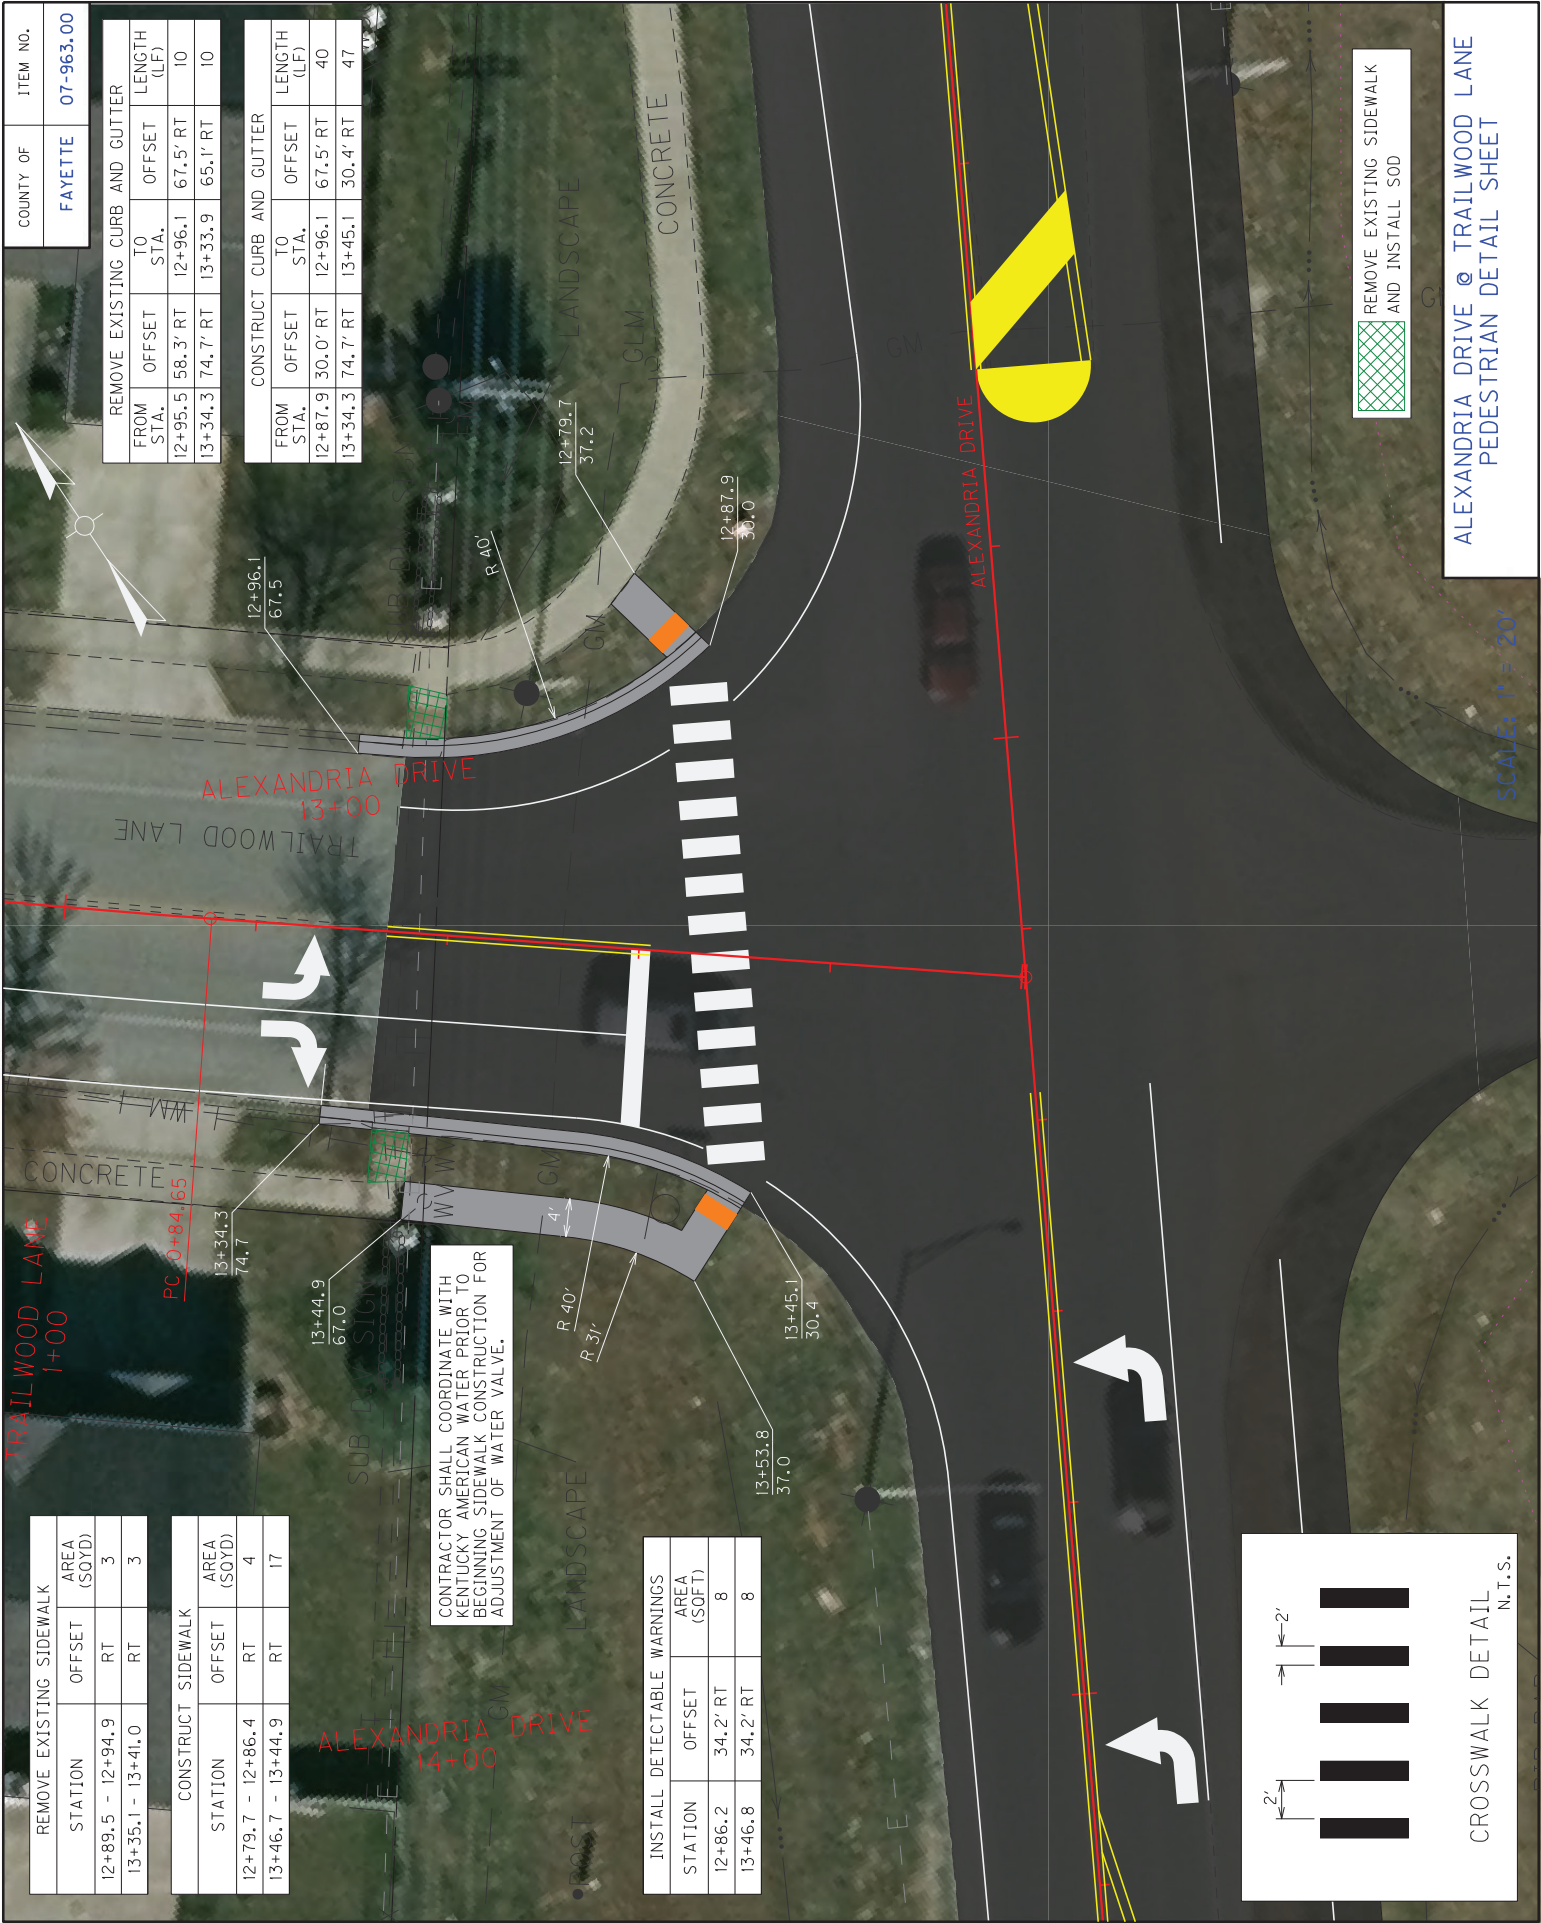 COUNTY OF
ITEM NO.
FAYETTE
07-963.00
REMOVE EXISTING SIDEWALK
STATION OFFSET AREA (SQYD)
12+89.5 - 12+94.9 RT 3
13+35.1 - 13+41.0 RT 3
CONSTRUCT SIDEWALK
STATION OFFSET AREA (SQYD)
12+79.7 - 12+86.4 RT 4
13+46.7 - 13+44.9 RT 17
REMOVE EXISTING CURB AND GUTTER
FROM STA. OFFSET TO STA. OFFSET LENGTH (LF)
12+95.5 58.3' RT 12+96.1 67.5' RT 10
13+34.3 74.7' RT 13+33.9 65.1' RT 10
CONSTRUCT CURB AND GUTTER
FROM STA. OFFSET TO STA. OFFSET LENGTH (LF)
12+87.9 30.0' RT 12+96.1 67.5' RT 40
13+34.3 74.7' RT 13+45.1 30.4' RT 47
TRAILWOOD LANE
1+00
PC 0+84.65
CONCRETE
WM
13+34.3
74.7
13+44.9
67.0
ALEXANDRIA DRIVE
13+00
TRAILWOOD LANE
12+96.1
67.5
ALEXANDRIA DRIVE
14+00
CONTRACTOR SHALL COORDINATE WITH
KENTUCKY AMERICAN WATER PRIOR TO
BEGINNING SIDEWALK CONSTRUCTION FOR
ADJUSTMENT OF WATER VALVE.
WV
GM
GM
GM
E
E
4'
R 40'
R 31'
R 40'
12+79.7
37.2
LANDSCAPE
LANDSCAPE
GLM
CONCRETE
12+87.9
30.0
POST
INSTALL DETECTABLE WARNINGS
STATION OFFSET AREA (SQFT)
12+86.2 34.2' RT 8
13+46.8 34.2' RT 8
13+53.8
37.0
13+45.1
30.4
GM
E
ALEXANDRIA DRIVE
2'
2'
CROSSWALK DETAIL
N.T.S.
REMOVE EXISTING SIDEWALK
AND INSTALL SOD
SCALE: 1" = 20'
ALEXANDRIA DRIVE @ TRAILWOOD LANE
PEDESTRIAN DETAIL SHEET